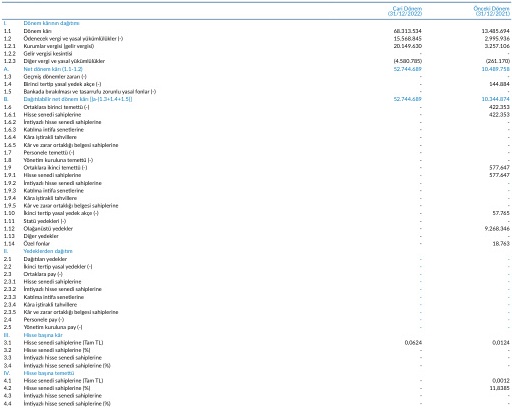 Cari Dönem Önceki Dönem
(31/12/2022) (31/12/2021)
I. Dönem kârının dağıtımı
1.1 Dönem kârı 68.313.534 13.485.694
1.2 Ödenecek vergi ve yasal yükümlülükler (-) 15.568.845 2.995.936
1.2.1 Kurumlar vergisi (gelir vergisi) 20.149.630 3.257.106
1.2.2 Gelir vergisi kesintisi - -
1.2.3 Diğer vergi ve yasal yükümlülükler (4.580.785) (261.170)
A. Net dönem kârı (1.1-1.2) 52.744.689 10.489.758
1.3 Geçmiş dönemler zararı (-) - -
1.4 Birinci tertip yasal yedek akçe (-) - 144.884
1.5 Bankada bırakılması ve tasarrufu zorunlu yasal fonlar (-) - -
B. Dağıtılabilir net dönem kârı [(a-(1.3+1.4+1.5)] 52.744.689 10.344.874
1.6 Ortaklara birinci temettü (-) - 422.353
1.6.1 Hisse senedi sahiplerine - 422.353
1.6.2 İmtiyazlı hisse senedi sahiplerine - -
1.6.3 Katılma intifa senetlerine - -
1.6.4 Kâra iştirakli tahvillere - -
1.6.5 Kâr ve zarar ortaklığı belgesi sahiplerine - -
1.7 Personele temettü (-) - -
1.8 Yönetim kuruluna temettü (-) - -
1.9 Ortaklara ikinci temettü (-) - 577.647
1.9.1 Hisse senedi sahiplerine - 577.647
1.9.2 İmtiyazlı hisse senedi sahiplerine - -
1.9.3 Katılma intifa senetlerine - -
1.9.4 Kâra iştirakli tahvillere - -
1.9.5 Kâr ve zarar ortaklığı belgesi sahiplerine - -
1.10 İkinci tertip yasal yedek akçe (-) - 57.765
1.11 Statü yedekleri (-) - -
1.12 Olağanüstü yedekler - 9.268.346
1.13 Diğer yedekler - -
1.14 Özel fonlar - 18.763
II. Yedeklerden dağıtım
2.1 Dağıtılan yedekler - -
2.2 İkinci tertip yasal yedekler (-) - -
2.3 Ortaklara pay (-) - -
2.3.1 Hisse senedi sahiplerine - -
2.3.2 İmtiyazlı hisse senedi sahiplerine - -
2.3.3 Katılma intifa senetlerine - -
2.3.4 Kâra iştirakli tahvillere - -
2.3.5 Kâr ve zarar ortaklığı belgesi sahiplerine - -
2.4 Personele pay (-) - -
2.5 Yönetim kuruluna pay (-) - -
III. Hisse başına kâr
3.1 Hisse senedi sahiplerine (Tam TL) 0,0624 0,0124
3.2 Hisse senedi sahiplerine (%) - -
3.3 İmtiyazlı hisse senedi sahiplerine - -
3.4 İmtiyazlı hisse senedi sahiplerine (%) - -
IV. Hisse başına temettü
4.1 Hisse senedi sahiplerine (Tam TL) - 0,0012
4.2 Hisse senedi sahiplerine (%) - 11,8385
4.3 İmtiyazlı hisse senedi sahiplerine - -
4.4 İmtiyazlı hisse senedi sahiplerine (%) - -